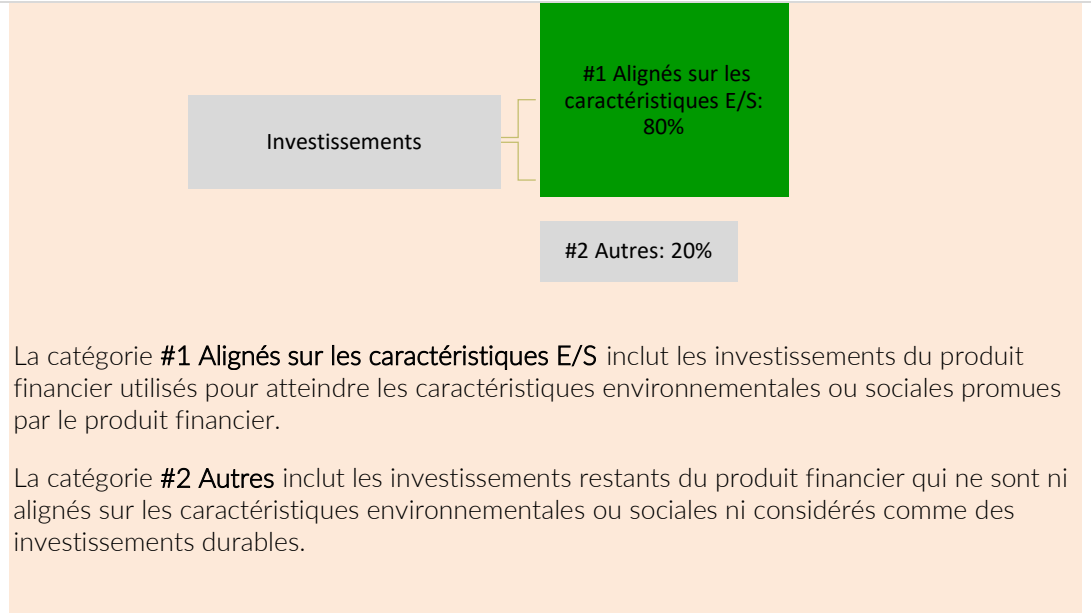 #1 Alignés sur les
caractéristiques E/S:
80%
Investissements
#2 Autres: 20%
La catégorie #1 Alignés sur les caractéristiques E/S inclut les investissements du produit
financier utilisés pour atteindre les caractéristiques environnementales ou sociales promues
par le produit financier.
La catégorie #2 Autres inclut les investissements restants du produit financier qui ne sont ni
alignés sur les caractéristiques environnementales ou sociales ni considérés comme des
investissements durables.